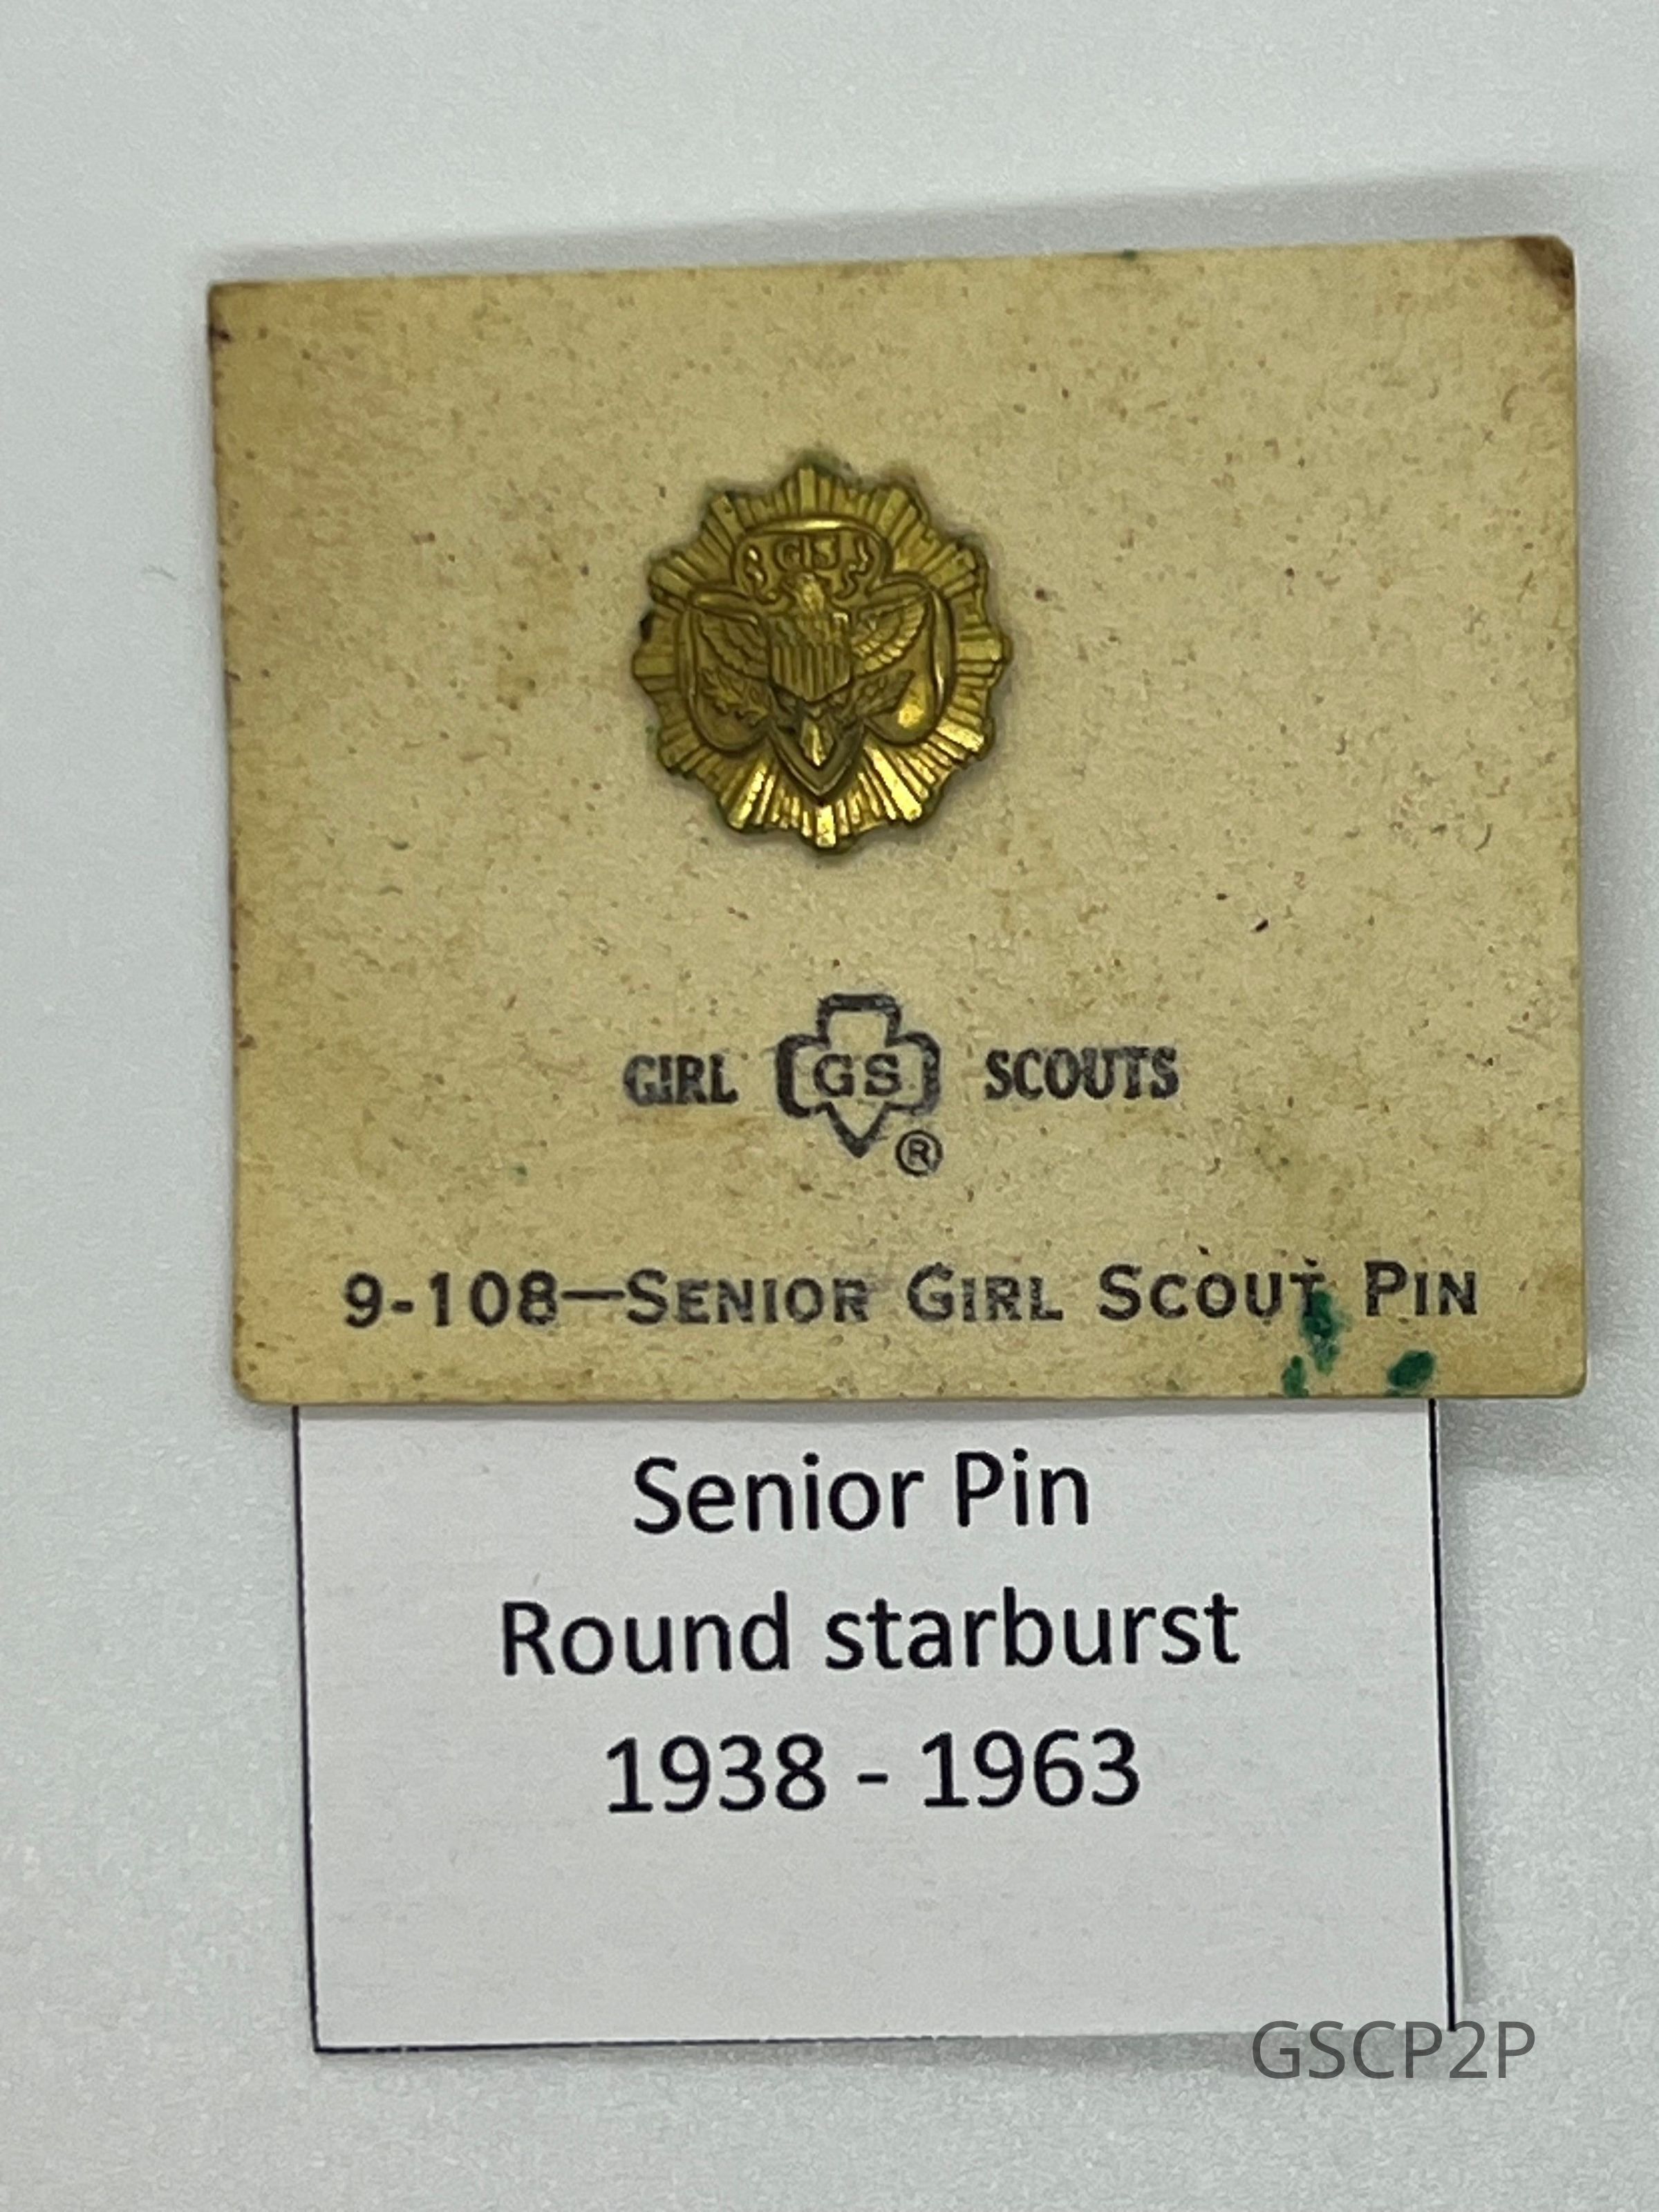 GS
GIRL GS SCOUTS
®
9-108—SENIOR GIRL SCOUT PIN
Senior Pin
Round starburst
1938 - 1963
GSCP2P